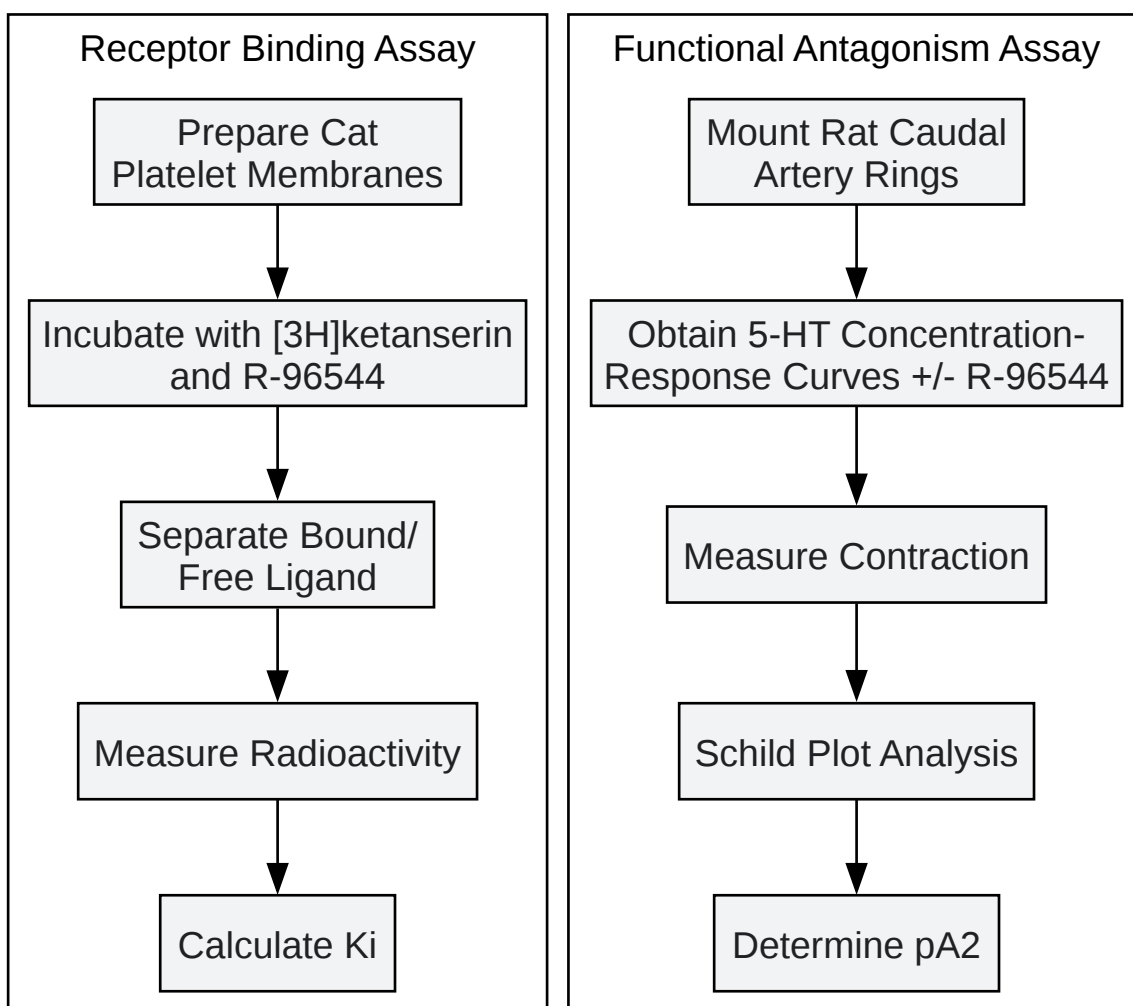 Receptor Binding Assay
Prepare Cat
Platelet Membranes
Incubate with [3H]ketanserin
and R-96544
Separate Bound/
Free Ligand
Measure Radioactivity
Calculate Ki
Functional Antagonism Assay
Mount Rat Caudal
Artery Rings
Obtain 5-HT Concentration-
Response Curves +/- R-96544
Measure Contraction
Schild Plot Analysis
Determine pA2